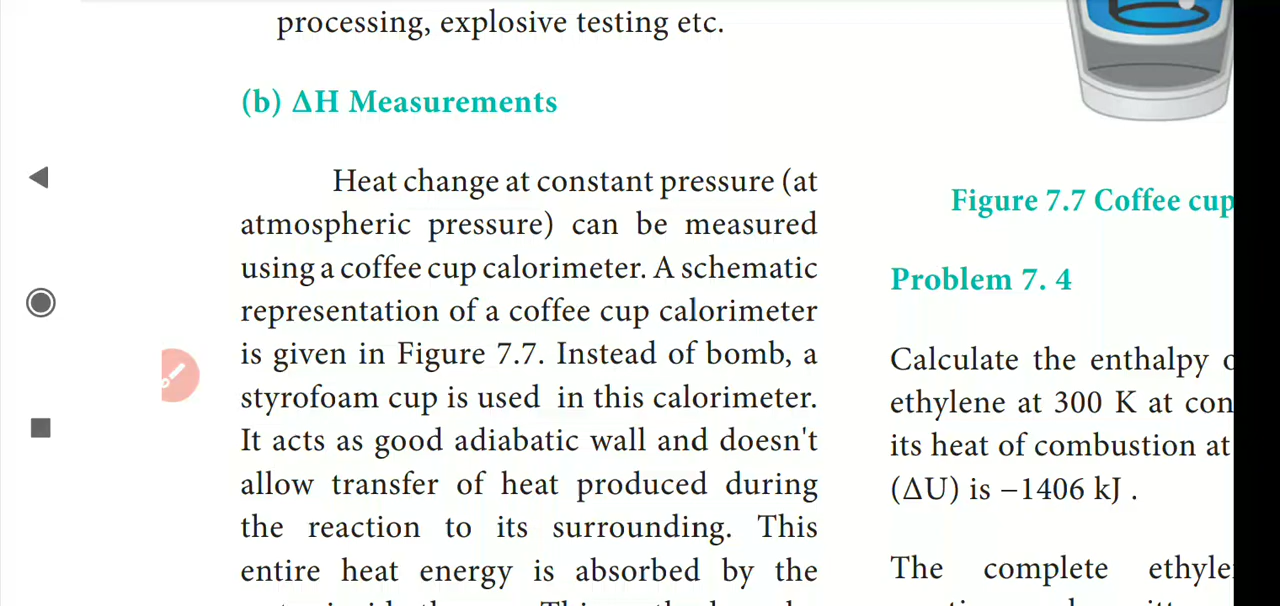 processing, explosive testing etc.
(b) ΔH Measurements
Heat change at constant pressure (at
atmospheric pressure) can be measured
using a coffee cup calorimeter. A schematic
representation of a coffee cup calorimeter
is given in Figure 7.7. Instead of bomb, a
styrofoam cup is used in this calorimeter.
It acts as good adiabatic wall and doesn't
allow transfer of heat produced during
the reaction to its surrounding. This
entire heat energy is absorbed by the
Figure 7.7 Coffee cup
Problem 7. 4
Calculate the enthalpy
ethylene at 300 K at con
its heat of combustion at
(ΔU) is −1406 kJ .
The complete ethyle